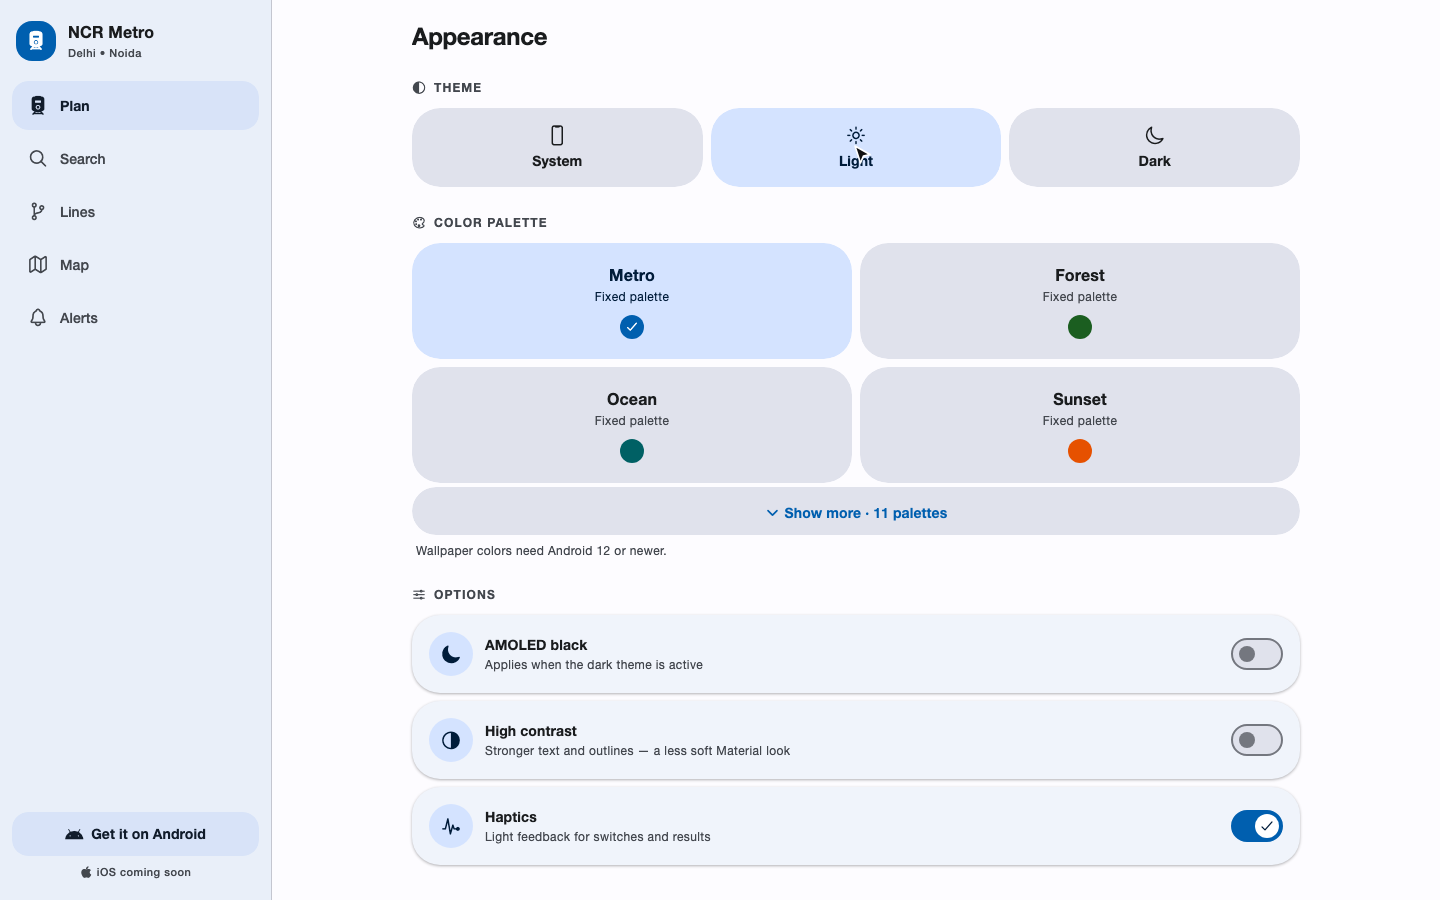 NCR Metro
Delhi • Noida
Plan
Search
Lines
Map
Alerts
Get it on Android
iOS coming soon
Appearance
THEME
System
Light
Dark
COLOR PALETTE
Metro
Fixed palette
Forest
Fixed palette
Ocean
Fixed palette
Sunset
Fixed palette
Show more · 11 palettes
Wallpaper colors need Android 12 or newer.
OPTIONS
AMOLED black
Applies when the dark theme is active
High contrast
Stronger text and outlines — a less soft Material look
Haptics
Light feedback for switches and results